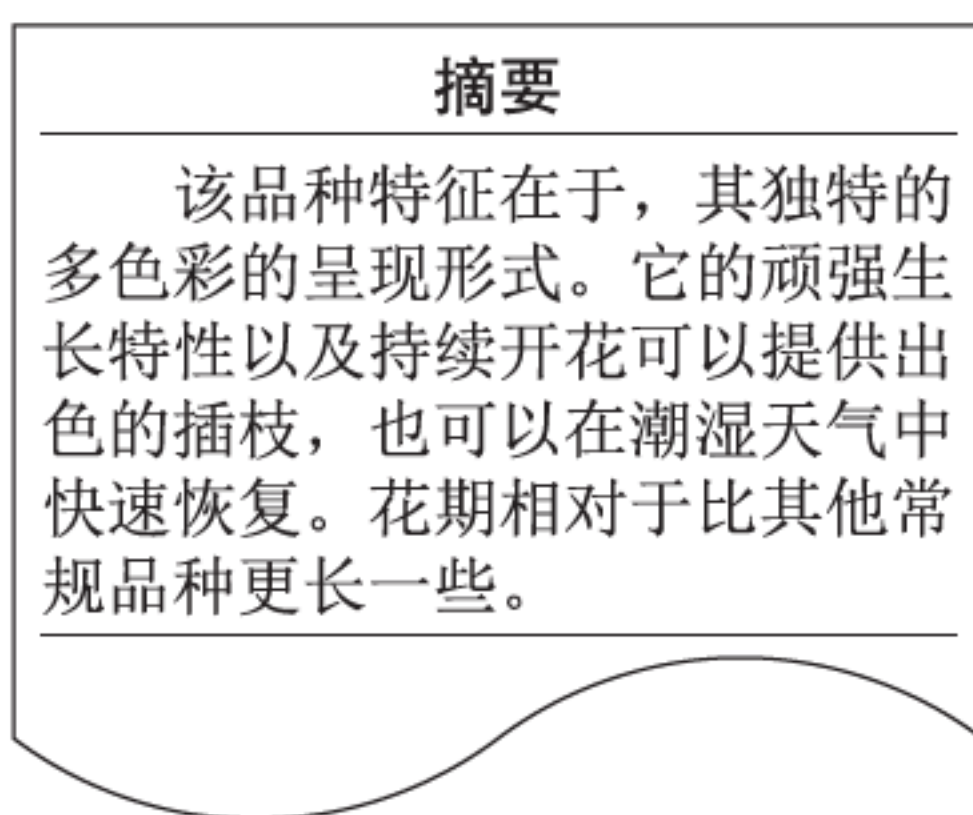 摘要
该品种特征在于，其独特的
多色彩的呈现形式。它的顽强生
长特性以及持续开花可以提供出
色的插枝，也可以在潮湿天气中
快速恢复。花期相对于比其他常
规品种更长一些。